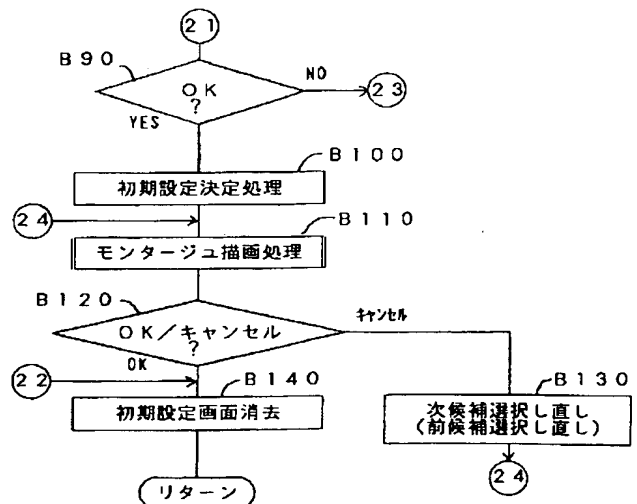 21
B90
OK
?
NO
23
YES
B100
初期設定決定処理
24
B110
モンタージュ描画処理
B120
OK/キャンセル
?
キャンセル
OK
22
B140
初期設定画面消去
B130
次候補選択し直し
(前候補選択し直し)
24
リターン